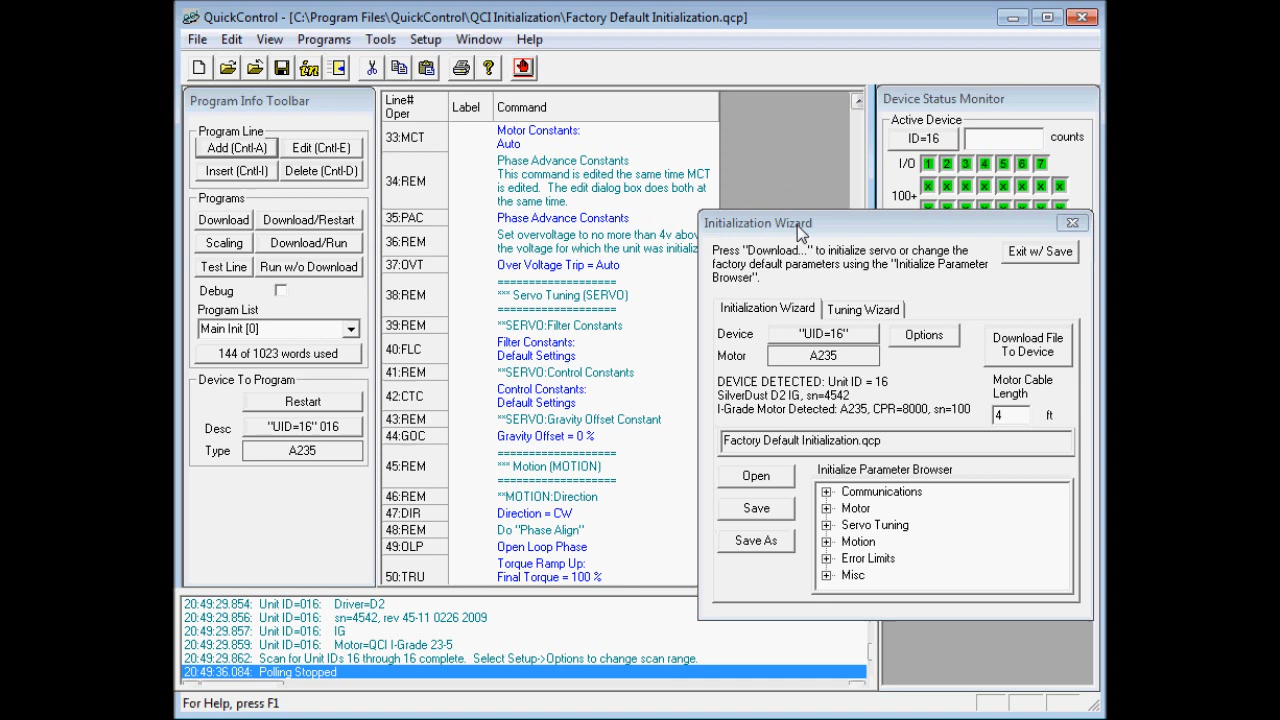 QuickControl - [C:\Program Files\QuickControl\QCI Initialization\Factory Default Initialization.qcp]
File Edit View Programs Tools Setup Window Help
Program Info Toolbar
Program Line
Add (Cntl-A) Edit (Cntl-E)
Insert (Cntl-I) Delete (Cntl-D)
Programs
Download Download/Restart
Scaling Download/Run
Test Line Run w/o Download
Debug
Program List
Main Init [0]
144 of 1023 words used
Device To Program
Restart
Desc "UID=16" 016
Type A235
Line#
Oper Label Command
33:MCT Motor Constants:
Auto
34:REM Phase Advance Constants
This command is edited the same time MCT
is edited. The edit dialog box does both at
the same time.
35:PAC Phase Advance Constants
36:REM Set overvoltage to no more than 4v abov
the voltage for which the unit was initializ
37:OVT Over Voltage Trip = Auto
38:REM ==================
*** Servo Tuning (SERVO)
==================
39:REM **SERVO:Filter Constants
40:FLC Filter Constants:
Default Settings
41:REM **SERVO:Control Constants
42:CTC Control Constants:
Default Settings
43:REM **SERVO:Gravity Offset Constant
44:GOC Gravity Offset = 0 %
45:REM ==================
*** Motion (MOTION)
==================
46:REM **MOTION:Direction
47:DIR Direction = CW
48:REM Do "Phase Align"
49:OLP Open Loop Phase
50:TRU Torque Ramp Up:
Final Torque = 100 %
Device Status Monitor
Active Device
ID=16 counts
I/O 1 2 3 4 5 6 7
100+ x x x x x x x x
Initialization Wizard
Press "Download..." to initialize servo or change the
factory default parameters using the "Initialize Parameter
Browser".
Exit w/ Save
Initialization Wizard Tuning Wizard
Device "UID=16" Options
Motor A235
Download File
To Device
DEVICE DETECTED: Unit ID = 16
SilverDust D2 IG, sn=4542
I-Grade Motor Detected: A235, CPR=8000, sn=100
Motor Cable
Length
4 ft
Factory Default Initialization.qcp
Open
Save
Save As
Initialize Parameter Browser
Communications
Motor
Servo Tuning
Motion
Error Limits
Misc
20:49:29.854: Unit ID=016: Driver=D2
20:49:29.856: Unit ID=016: sn=4542, rev 45-11 0226 2009
20:49:29.857: Unit ID=016: IG
20:49:29.859: Unit ID=016: Motor=QCI I-Grade 23-5
20:49:29.862: Scan for Unit IDs 16 through 16 complete. Select Setup->Options to change scan range.
20:49:36.084: Polling Stopped
For Help, press F1